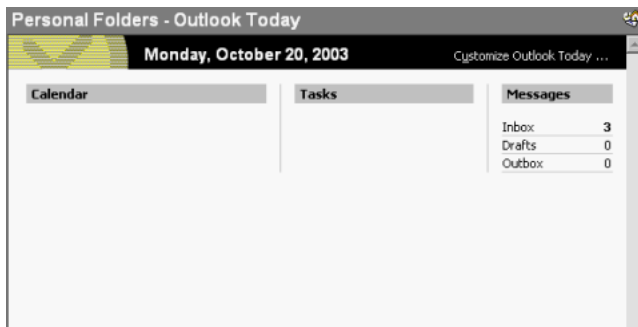 Personal Folders - Outlook Today
Monday, October 20, 2003 Customize Outlook Today ...
Calendar Tasks Messages
Inbox 3
Drafts 0
Outbox 0